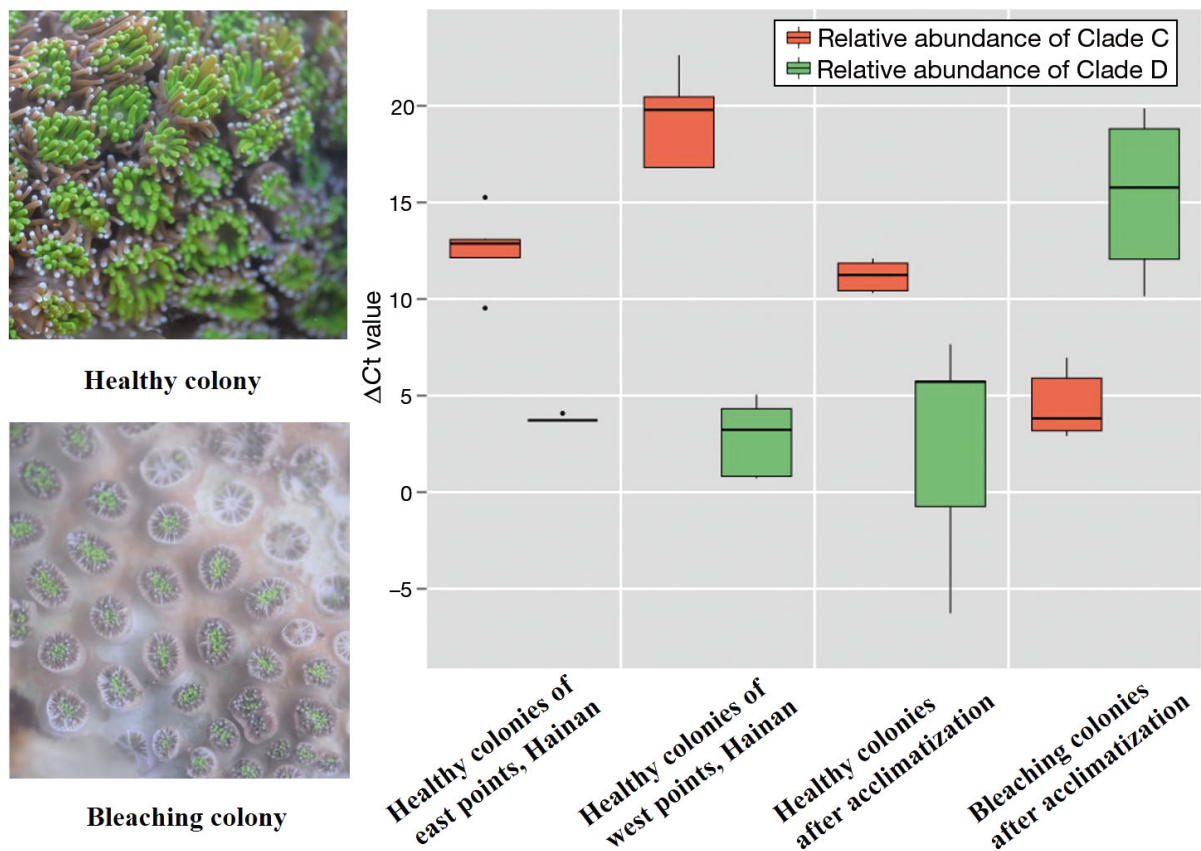 Healthy colony
Bleaching colony
Relative abundance of Clade C
Relative abundance of Clade D
ΔCt value
20
15
10
5
0
−5
Healthy colonies of
east points, Hainan
Healthy colonies of
west points, Hainan
Healthy colonies
after acclimatization
Bleaching colonies
after acclimatization